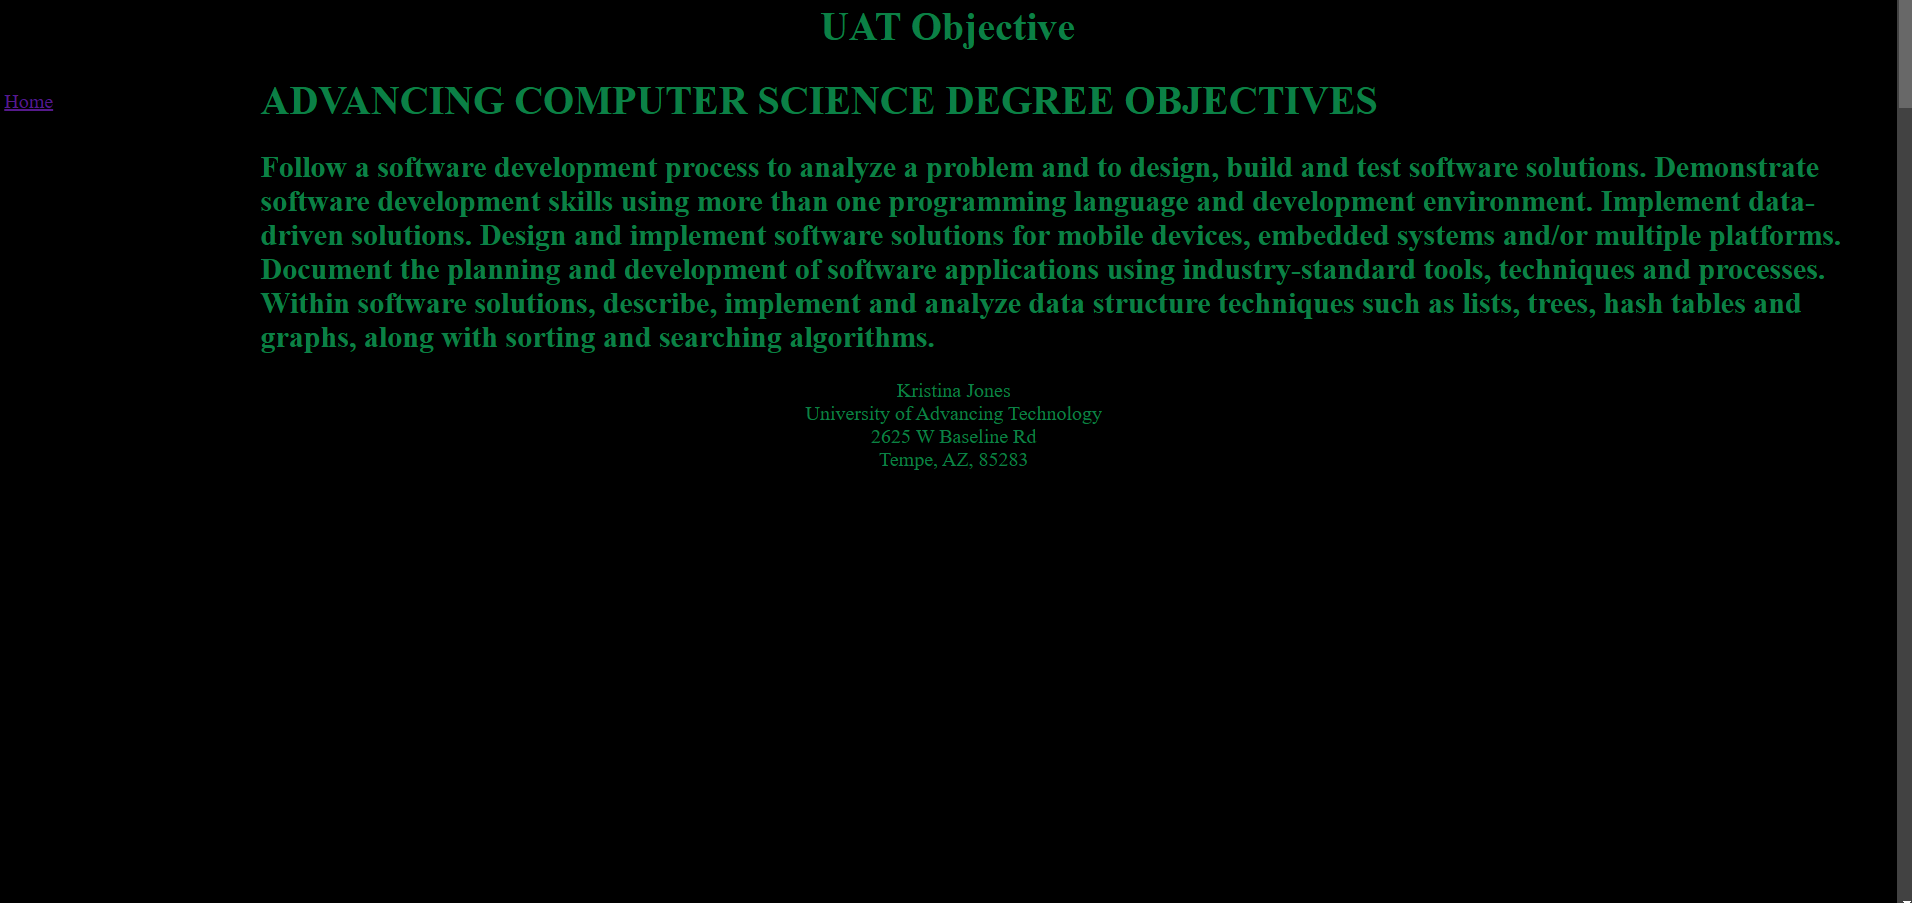 UAT Objective
Home
ADVANCING COMPUTER SCIENCE DEGREE OBJECTIVES
Follow a software development process to analyze a problem and to design, build and test software solutions. Demonstrate
software development skills using more than one programming language and development environment. Implement data-
driven solutions. Design and implement software solutions for mobile devices, embedded systems and/or multiple platforms.
Document the planning and development of software applications using industry-standard tools, techniques and processes.
Within software solutions, describe, implement and analyze data structure techniques such as lists, trees, hash tables and
graphs, along with sorting and searching algorithms.
Kristina Jones
University of Advancing Technology
2625 W Baseline Rd
Tempe, AZ, 85283